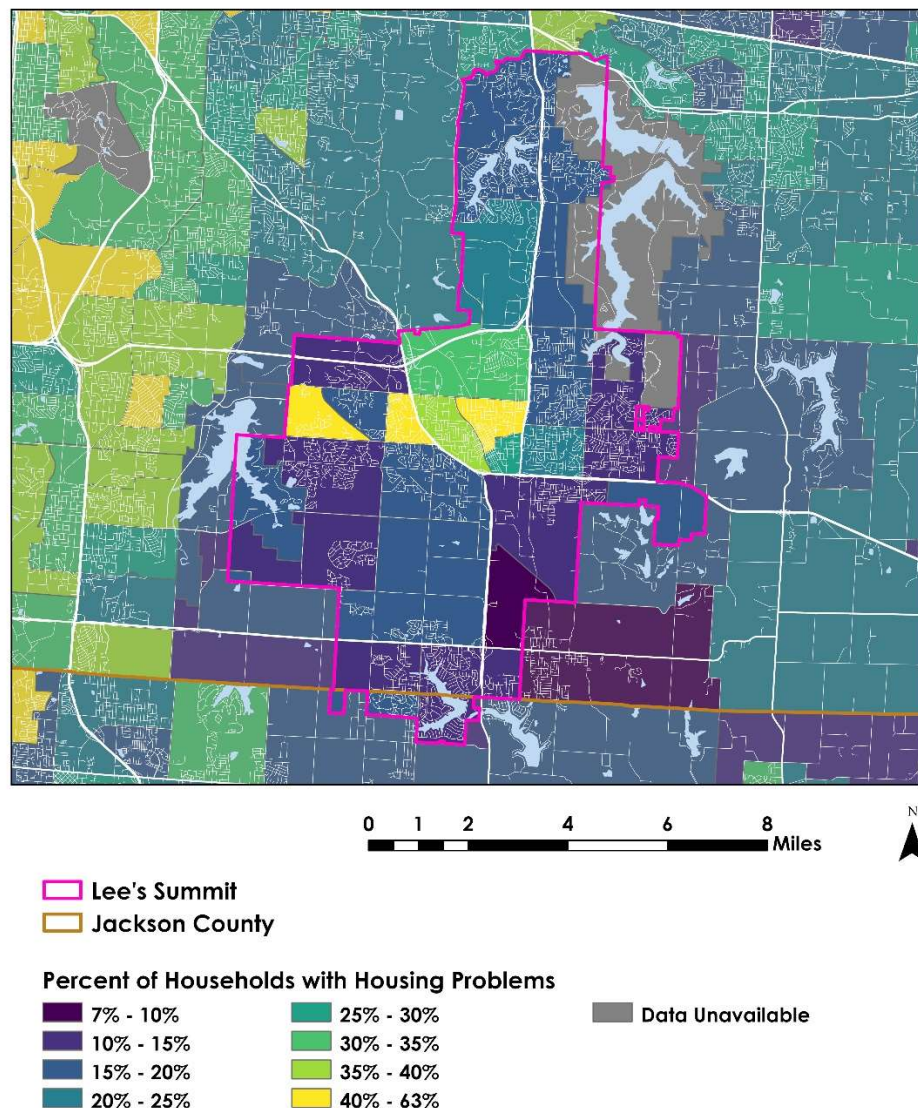 0 1 2 4 6 8
Miles
N
Lee's Summit
Jackson County
Percent of Households with Housing Problems
7% - 10%
10% - 15%
15% - 20%
20% - 25%
25% - 30%
30% - 35%
35% - 40%
40% - 63%
Data Unavailable